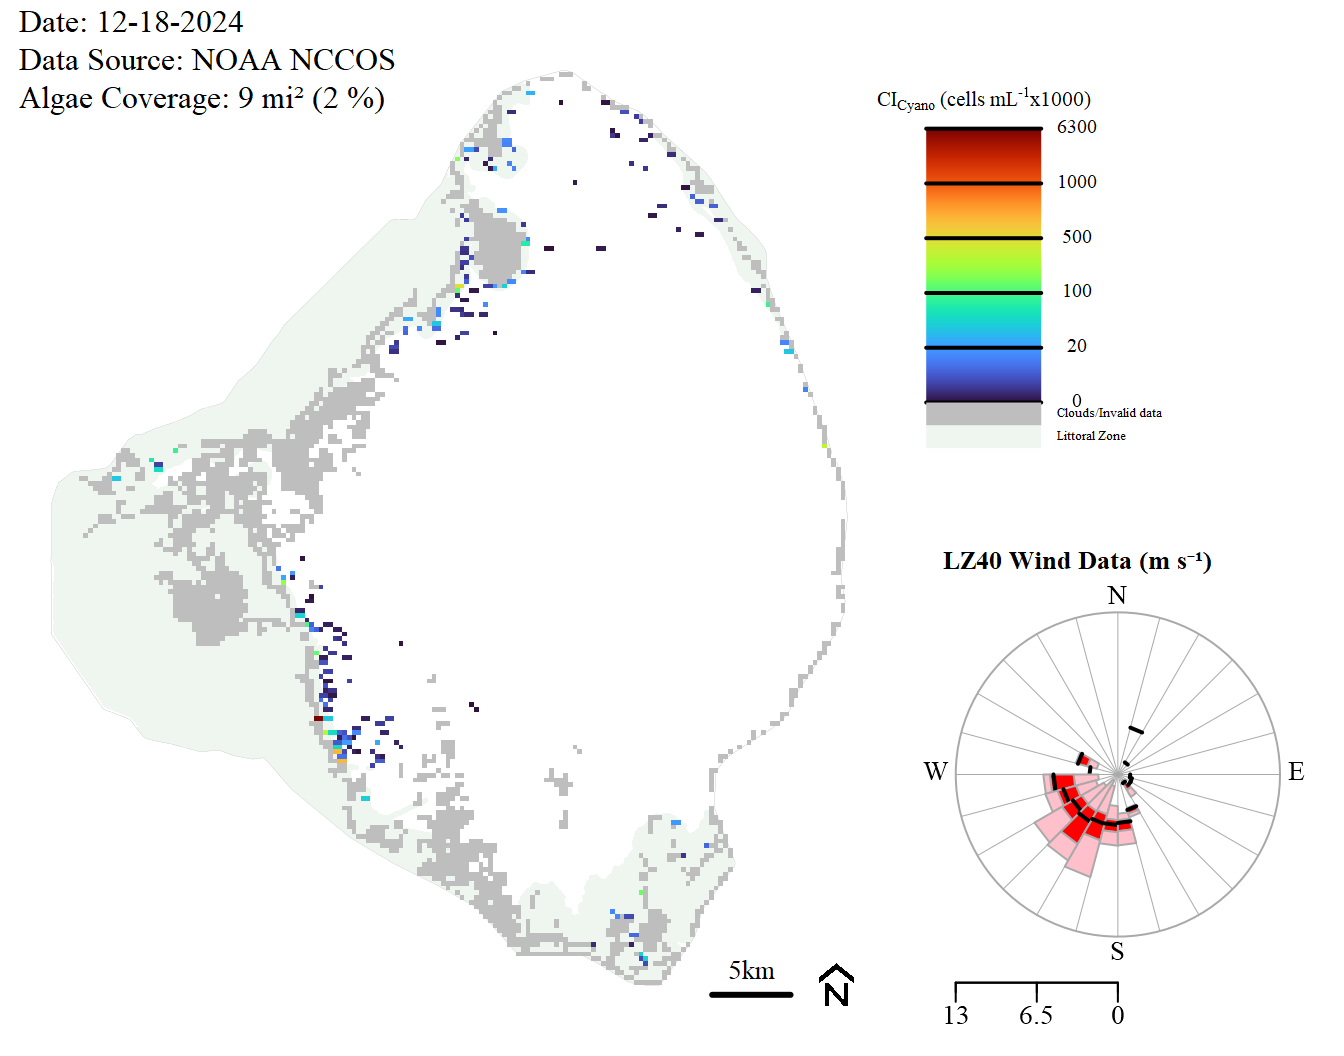 Date: 12-18-2024
Data Source: NOAA NCCOS
Algae Coverage: 9 mi² (2 %)
CICyano (cells mL-1x1000)
6300
1000
500
100
20
0
Clouds/Invalid data
Littoral Zone
LZ40 Wind Data (m s⁻¹)
N
W
E
S
5km
N
13
6.5
0